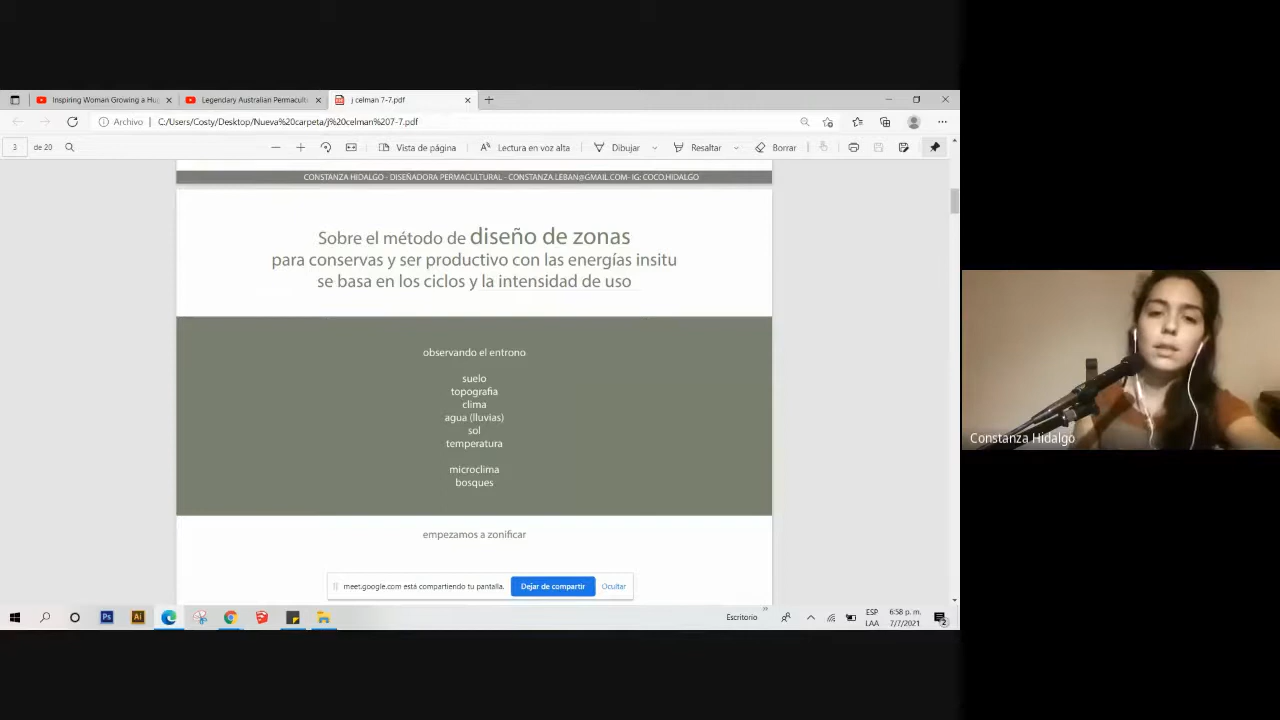 Inspiring Woman Growing a Hu
Legendary Australian Permacult
j celman 7-7.pdf
Archivo
C:/Users/Costy/Desktop/Nueva%20carpeta/j%20celman%207-7.pdf
3 de 20
Vista de página
Lectura en voz alta
Dibujar
Resaltar
Borrar
CONSTANZA HIDALGO - DISEÑADORA PERMACULTURAL - CONSTANZA.LEBAN@GMAIL.COM- IG: COCO.HIDALGO
Sobre el método de diseño de zonas
para conservas y ser productivo con las energías insitu
se basa en los ciclos y la intensidad de uso
observando el entrono
suelo
topografia
clima
agua (lluvias)
sol
temperatura
microclima
bosques
empezamos a zonificar
meet.google.com está compartiendo tu pantalla.
Dejar de compartir
Ocultar
Constanza Hidalgo
Ps
Ai
Escritorio
ESP
LAA
6:58 p. m.
7/7/2021
2